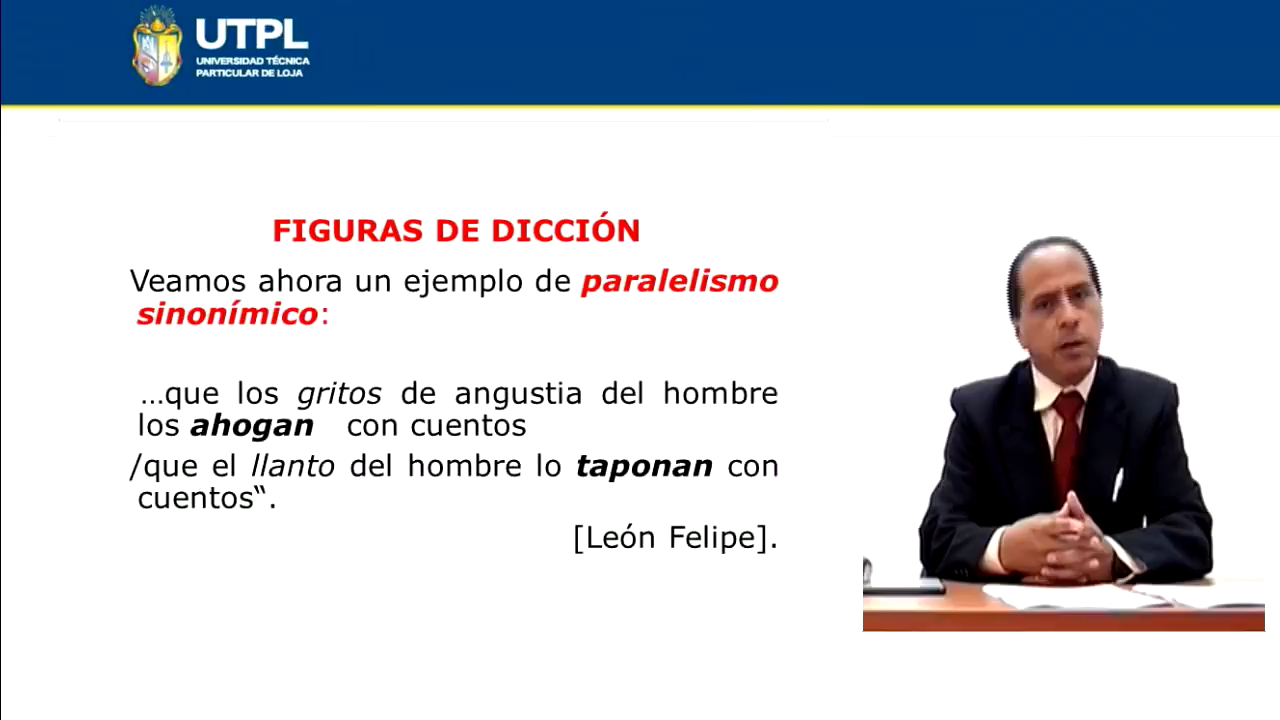 UTPL
UNIVERSIDAD TÉCNICA
PARTICULAR DE LOJA
FIGURAS DE DICCIÓN
Veamos ahora un ejemplo de paralelismo
sinonímico:
…que los gritos de angustia del hombre
los ahogan con cuentos
/que el llanto del hombre lo taponan con
cuentos‟.
[León Felipe].